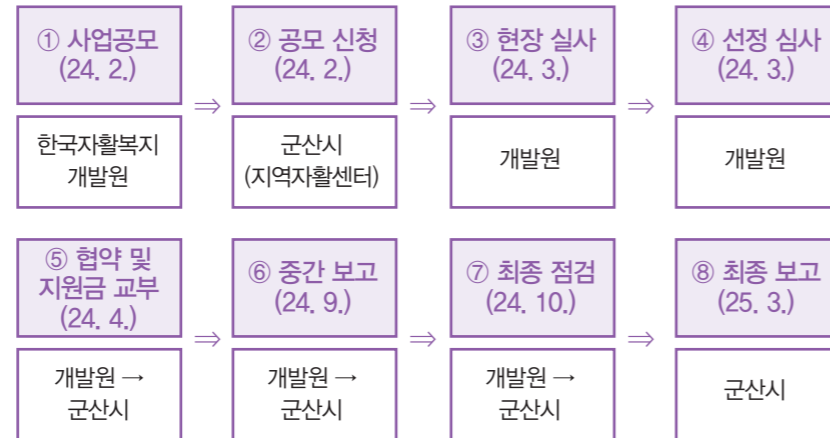 ① 사업공모
(24. 2.)
② 공모 신청
(24. 2.)
③ 현장 실사
(24. 3.)
④ 선정 심사
(24. 3.)
⇒
⇒
⇒
한국자활복지
개발원
군산시
(지역자활센터)
개발원
개발원
⑤ 협약 및
지원금 교부
(24. 4.)
⑥ 중간 보고
(24. 9.)
⑦ 최종 점검
(24. 10.)
⑧ 최종 보고
(25. 3.)
⇒
⇒
⇒
개발원 →
군산시
개발원 →
군산시
개발원 →
군산시
군산시